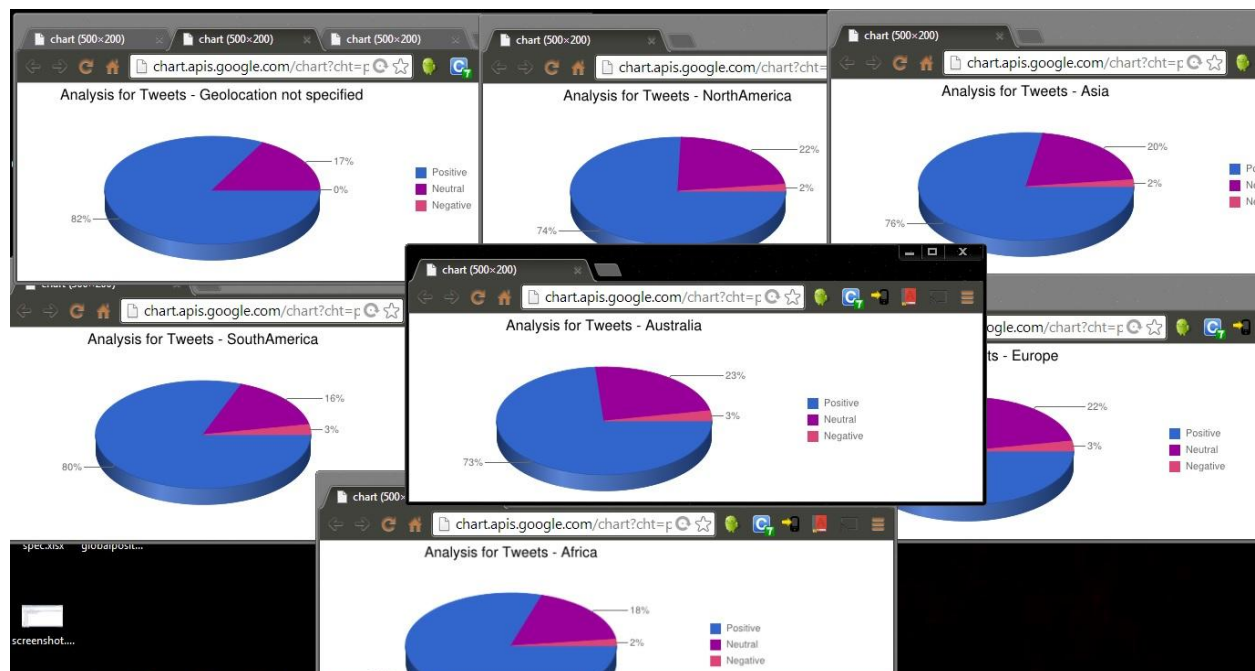 chart (500×200)
chart (500×200)
chart (500×200)
chart.apis.google.com/chart?cht=p
Analysis for Tweets - Geolocation not specified
17%
0%
82%
Positive
Neutral
Negative
chart (500×200)
chart.apis.google.com/chart?cht=
Analysis for Tweets - NorthAmerica
22%
2%
74%
chart (500×200)
chart.apis.google.com/chart?cht=p
Analysis for Tweets - Asia
20%
2%
76%
chart.apis.google.com/chart?cht=p
Analysis for Tweets - SouthAmerica
16%
3%
80%
chart (500×200)
chart.apis.google.com/chart?cht=p
Analysis for Tweets - Australia
23%
3%
73%
Positive
Neutral
Negative
ogle.com/chart?cht=p
ts - Europe
22%
3%
Positive
Neutral
Negative
chart (500×
chart.apis.google.com/chart?cht=p
Analysis for Tweets - Africa
18%
2%
Positive
Neutral
Negative
spec.xlsx
globalposit...
screenshot....